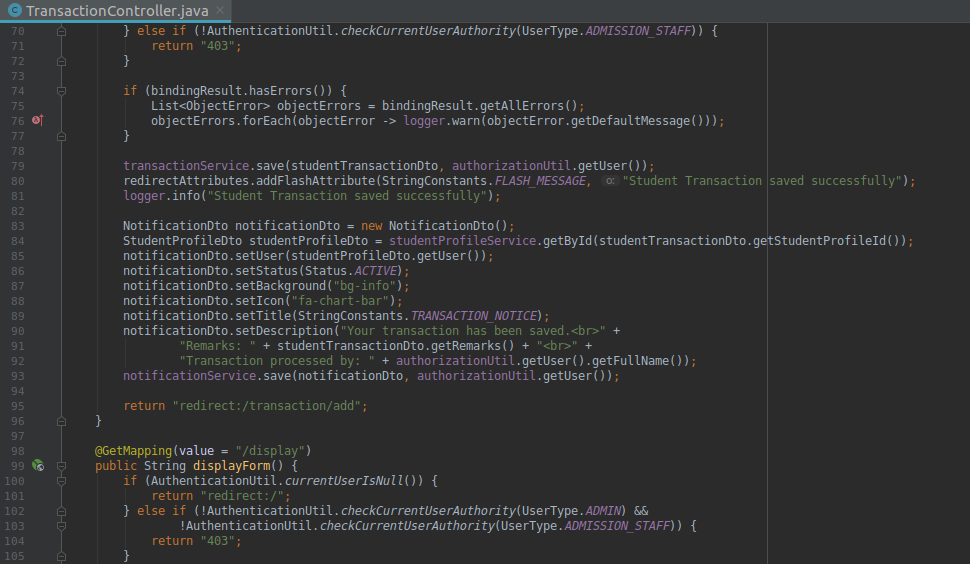 TransactionController.java
70 } else if (!AuthenticationUtil.checkCurrentUserAuthority(UserType.ADMISSION_STAFF)) {
71 return "403";
72 }
73
74 if (bindingResult.hasErrors()) {
75 List<ObjectError> objectErrors = bindingResult.getAllErrors();
76 objectErrors.forEach(objectError -> logger.warn(objectError.getDefaultMessage()));
77 }
78
79 transactionService.save(studentTransactionDto, authorizationUtil.getUser());
80 redirectAttributes.addFlashAttribute(StringConstants.FLASH_MESSAGE, o: "Student Transaction saved successfully");
81 logger.info("Student Transaction saved successfully");
82
83 NotificationDto notificationDto = new NotificationDto();
84 StudentProfileDto studentProfileDto = studentProfileService.getById(studentTransactionDto.getStudentProfileId());
85 notificationDto.setUser(studentProfileDto.getUser());
86 notificationDto.setStatus(Status.ACTIVE);
87 notificationDto.setBackground("bg-info");
88 notificationDto.setIcon("fa-chart-bar");
89 notificationDto.setTitle(StringConstants.TRANSACTION_NOTICE);
90 notificationDto.setDescription("Your transaction has been saved.<br>" +
91 "Remarks: " + studentTransactionDto.getRemarks() + "<br>" +
92 "Transaction processed by: " + authorizationUtil.getUser().getFullName());
93 notificationService.save(notificationDto, authorizationUtil.getUser());
94
95 return "redirect:/transaction/add";
96 }
97
98 @GetMapping(value = "/display")
99 public String displayForm() {
100 if (AuthenticationUtil.currentUserIsNull()) {
101 return "redirect:/";
102 } else if (!AuthenticationUtil.checkCurrentUserAuthority(UserType.ADMIN) &&
103 !AuthenticationUtil.checkCurrentUserAuthority(UserType.ADMISSION_STAFF)) {
104 return "403";
105 }